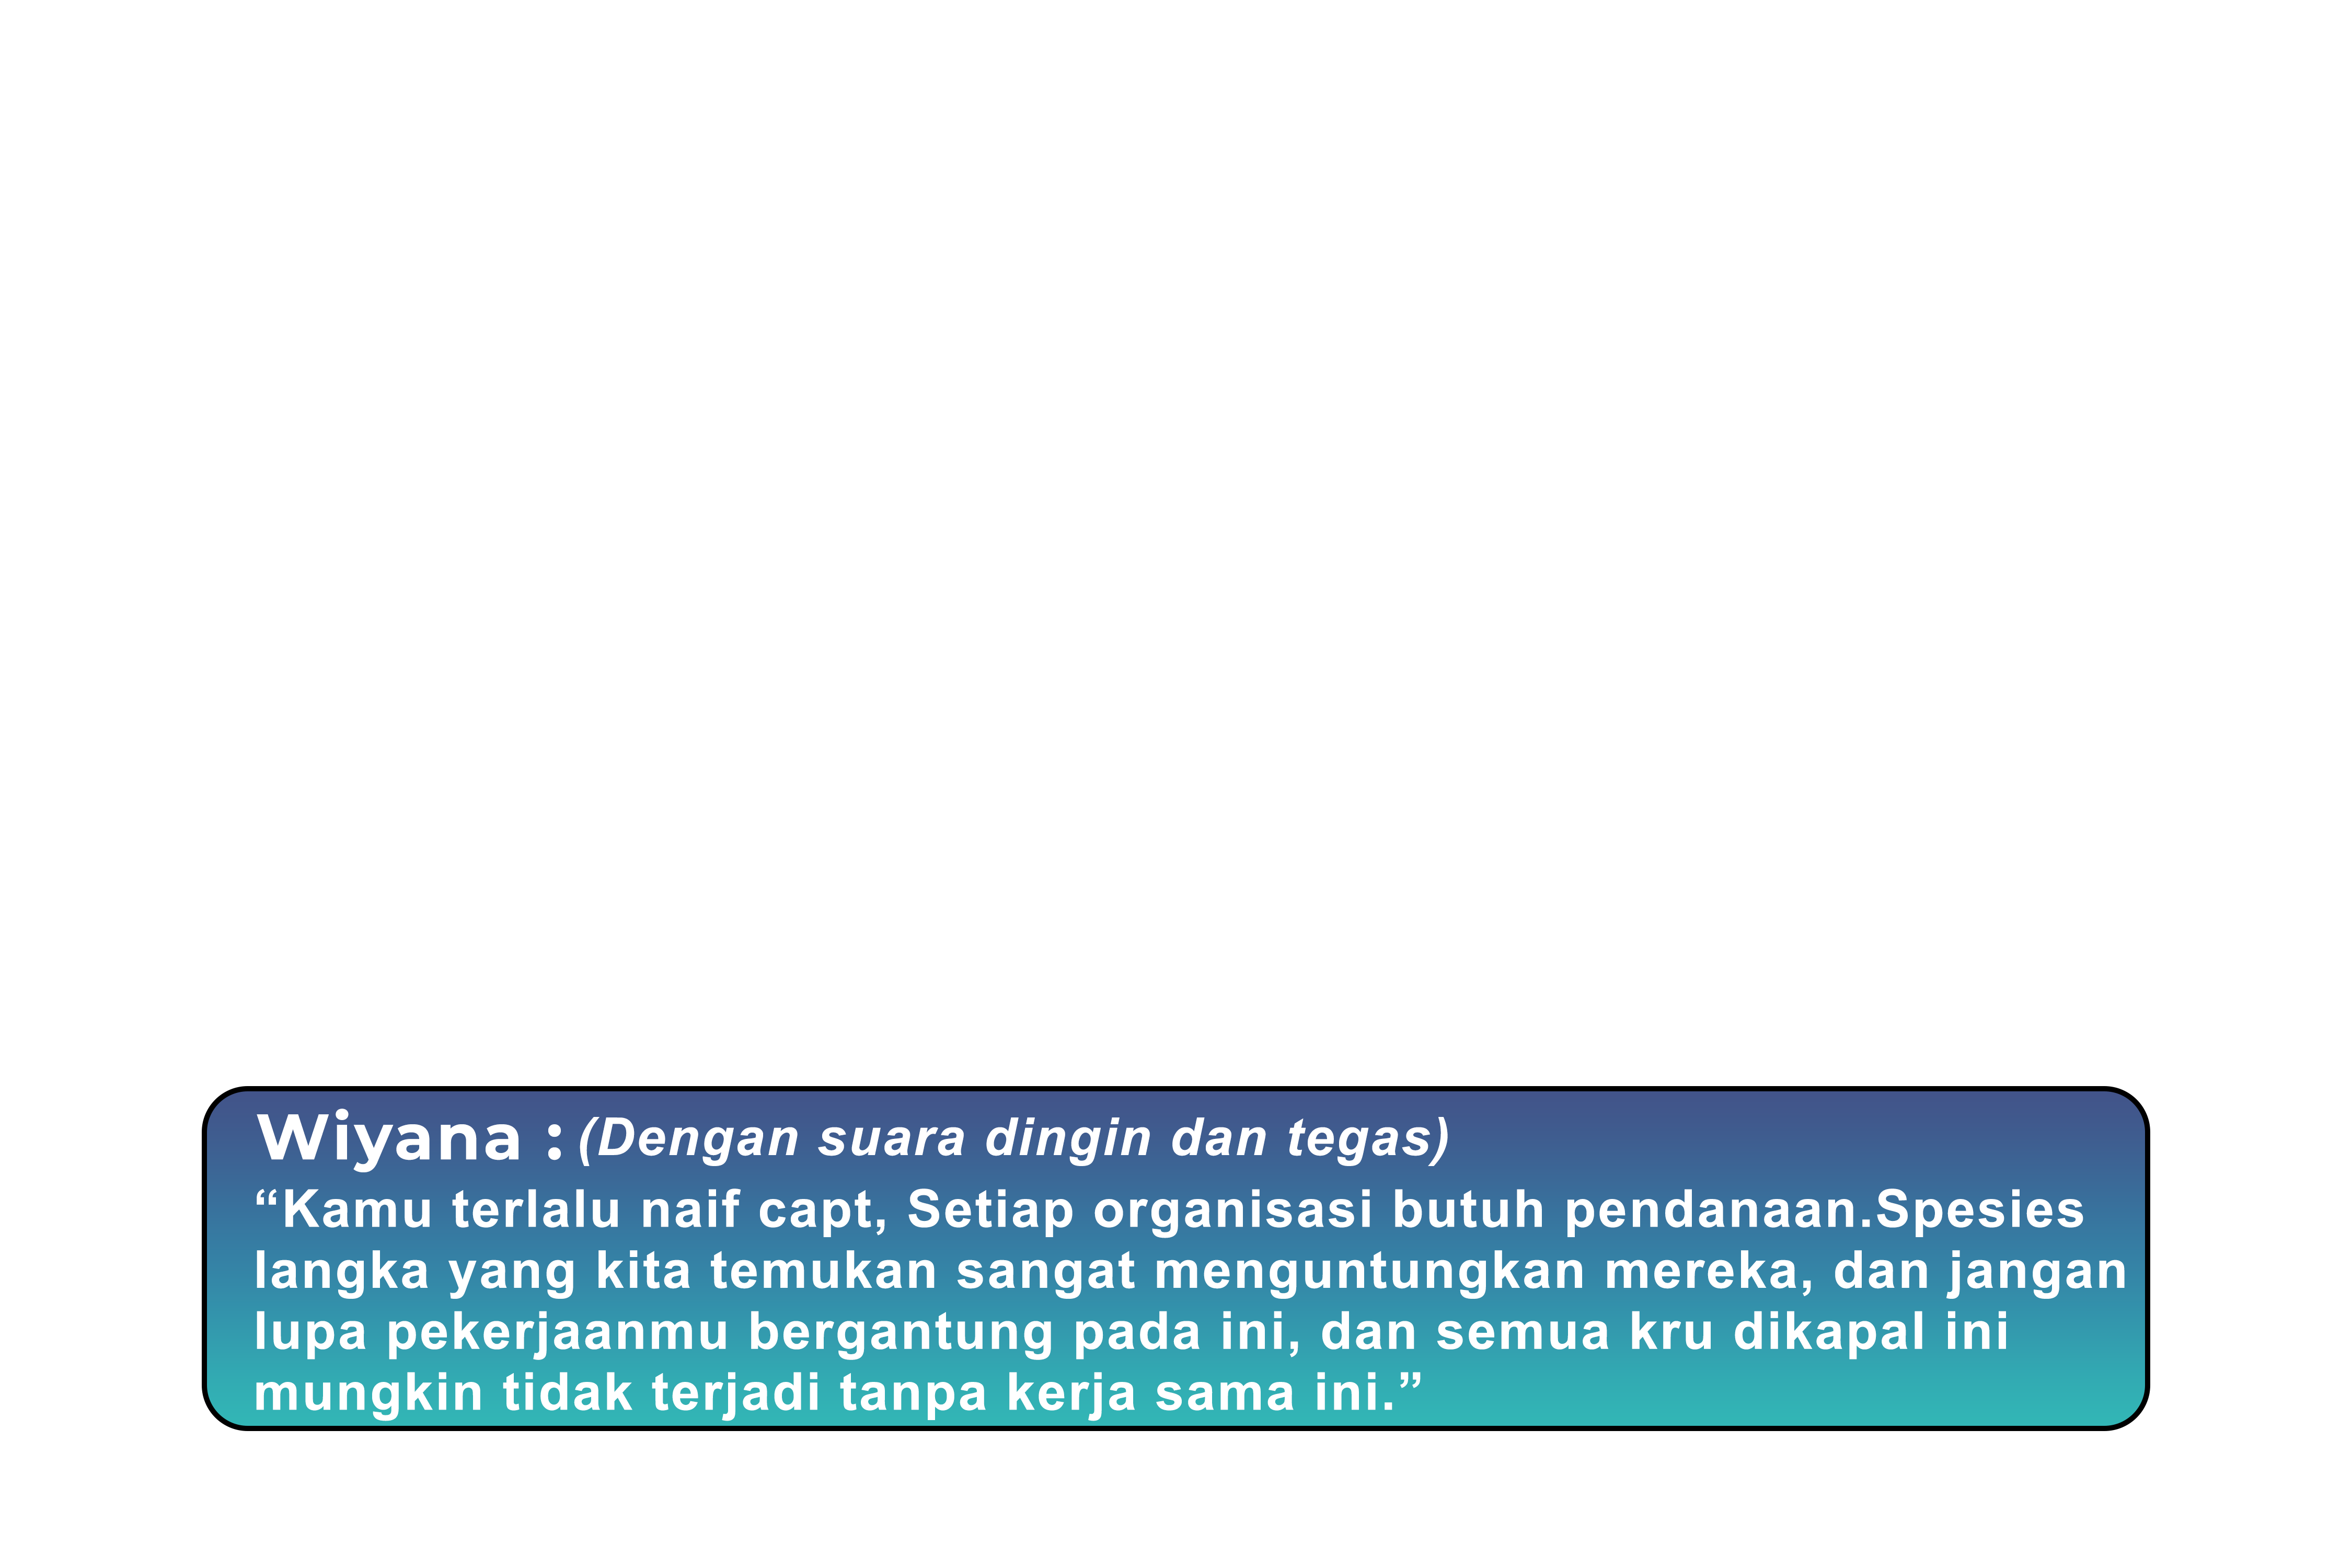 Wiyana : (Dengan suara dingin dan tegas)
“Kamu terlalu naif capt, Setiap organisasi butuh pendanaan.Spesies
langka yang kita temukan sangat menguntungkan mereka, dan jangan
lupa pekerjaanmu bergantung pada ini, dan semua kru dikapal ini
mungkin tidak terjadi tanpa kerja sama ini.”